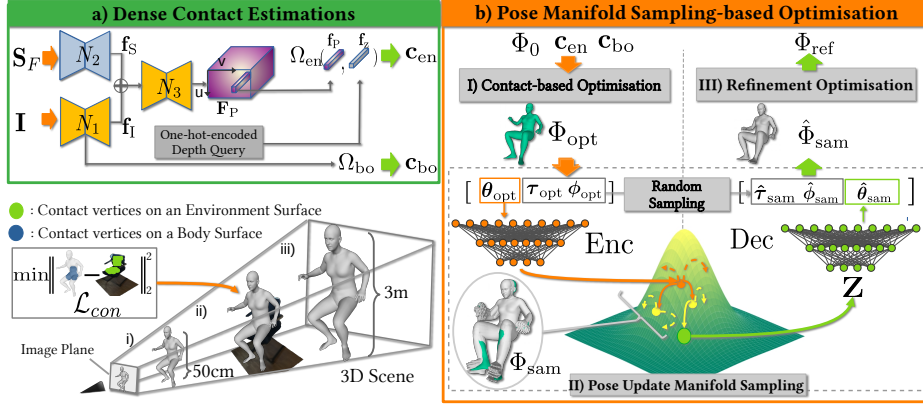 a) Dense Contact Estimations
S_F
N_2
f_S
I
N_1
f_I
N_3
v
u
F_P
Ω_en(f_P, f_z)
c_en
One-hot-encoded
Depth Query
Ω_bo
c_bo
: Contact vertices on an Environment Surface
: Contact vertices on a Body Surface
min‖ − ‖²₂
L_con
Image Plane
i)
50cm
ii)
iii)
3m
3D Scene
b) Pose Manifold Sampling-based Optimisation
Φ_0 c_en c_bo
I) Contact-based Optimisation
Φ_opt
Φ_ref
III) Refinement Optimisation
Φ̂_sam
[ θ_opt τ_opt ϕ_opt ]
Random
Sampling
[ τ̂_sam ϕ̂_sam θ̂_sam ]
Enc
Dec
Z
Φ_sam
II) Pose Update Manifold Sampling